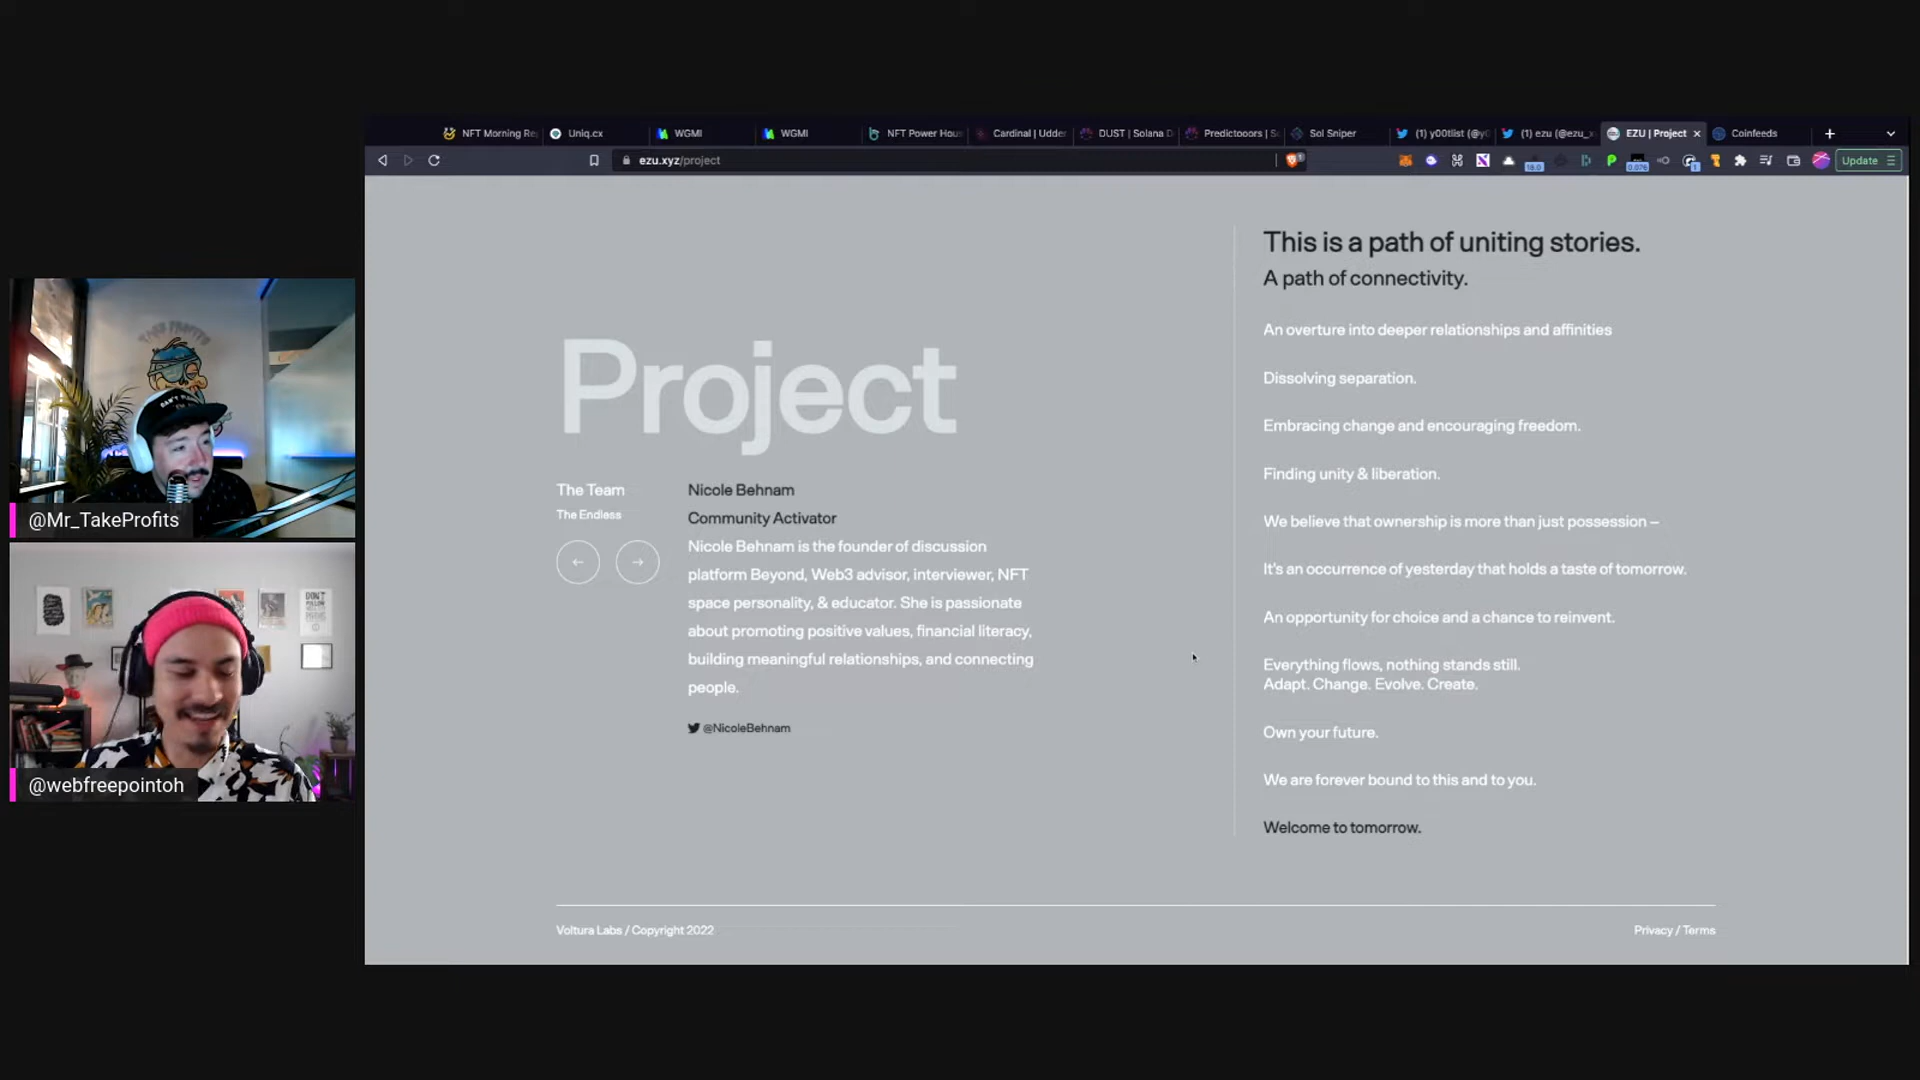 NFT Morning Re
Uniq.cx
WGMI
WGMI
NFT Power Hou
Cardinal | Udder
DUST | Solana D
Predictooors | S
Sol Sniper
(1) y00tlist (@y0
(1) ezu (@ezu_x
EZU | Project
Coinfeeds
ezu.xyz/project
Update
This is a path of uniting stories.
A path of connectivity.
An overture into deeper relationships and affinities
Dissolving separation.
Embracing change and encouraging freedom.
Finding unity & liberation.
We believe that ownership is more than just possession –
It's an occurrence of yesterday that holds a taste of tomorrow.
An opportunity for choice and a chance to reinvent.
Everything flows, nothing stands still.
Adapt. Change. Evolve. Create.
Own your future.
We are forever bound to this and to you.
Welcome to tomorrow.
Project
The Team
The Endless
Nicole Behnam
Community Activator
Nicole Behnam is the founder of discussion
platform Beyond, Web3 advisor, interviewer, NFT
space personality, & educator. She is passionate
about promoting positive values, financial literacy,
building meaningful relationships, and connecting
people.
@NicoleBehnam
Voltura Labs / Copyright 2022
Privacy / Terms
TAKE PROFITS
@Mr_TakeProfits
@webfreepointoh